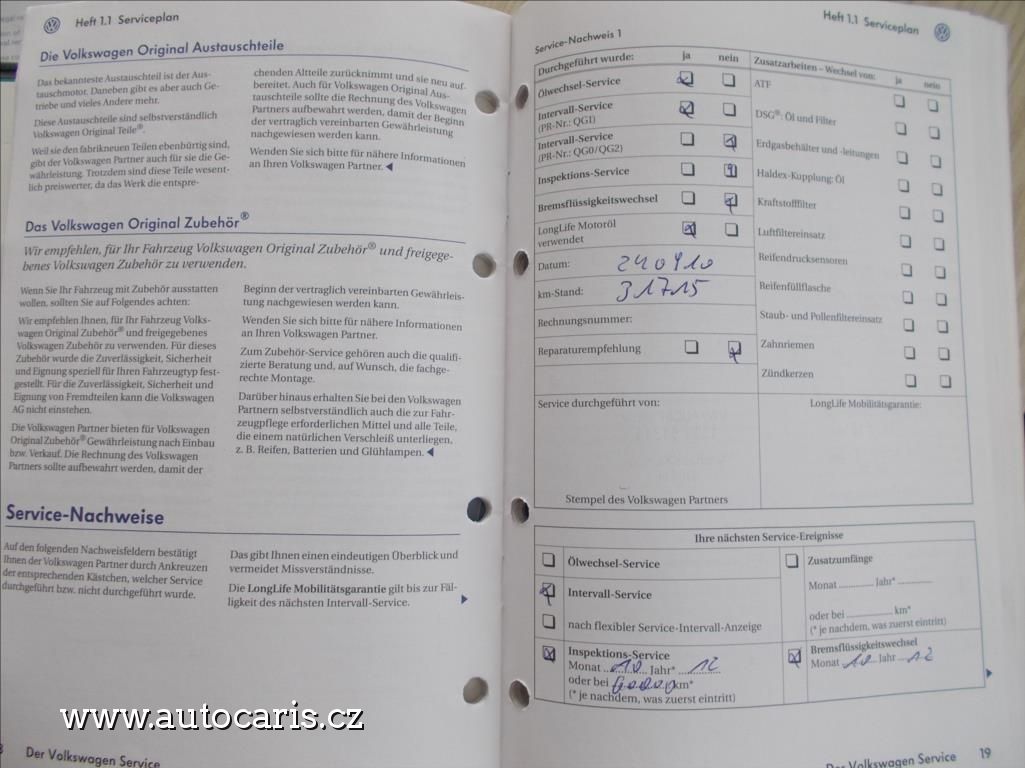 Heft 1.1 Serviceplan
Die Volkswagen Original Austauschteile
Das bekannteste Austauschteil ist der Aus-
tauschmotor. Daneben gibt es aber auch Ge-
triebe und vieles Andere mehr.
Diese Austauschteile sind selbstverständlich
Volkswagen Original Teile®.
Weil sie den fabrikneuen Teilen ebenbürtig sind,
gibt der Volkswagen Partner auch für sie die Ge-
währleistung. Trotzdem sind diese Teile wesent-
lich preiswerter, da das Werk die entspre-
chenden Altteile zurücknimmt und sie neu auf-
bereitet. Auch für Volkswagen Original Aus-
tauschteile sollte die Rechnung des Volkswagen
Partners aufbewahrt werden, damit der Beginn
der vertraglich vereinbarten Gewährleistung
nachgewiesen werden kann.
Wenden Sie sich bitte für nähere Informationen
an Ihren Volkswagen Partner.
Das Volkswagen Original Zubehör®
Wir empfehlen, für Ihr Fahrzeug Volkswagen Original Zubehör® und freigege-
benes Volkswagen Zubehör zu verwenden.
Wenn Sie Ihr Fahrzeug mit Zubehör ausstatten
wollen, sollten Sie auf Folgendes achten:
Wir empfehlen Ihnen, für Ihr Fahrzeug Volks-
wagen Original Zubehör® und freigegebenes
Volkswagen Zubehör zu verwenden. Für dieses
Zubehör wurde die Zuverlässigkeit, Sicherheit
und Eignung speziell für Ihren Fahrzeugtyp fest-
gestellt. Für die Zuverlässigkeit, Sicherheit und
Eignung von Fremdteilen kann die Volkswagen
AG nicht einstehen.
Die Volkswagen Partner bieten für Volkswagen
Original Zubehör® Gewährleistung nach Einbau
bzw. Verkauf. Die Rechnung des Volkswagen
Partners sollte aufbewahrt werden, damit der
Beginn der vertraglich vereinbarten Gewährleis-
tung nachgewiesen werden kann.
Wenden Sie sich bitte für nähere Informationen
an Ihren Volkswagen Partner.
Zum Zubehör-Service gehören auch die qualifi-
zierte Beratung und, auf Wunsch, die fachge-
rechte Montage.
Darüber hinaus erhalten Sie bei den Volkswagen
Partnern selbstverständlich auch die zur Fahr-
zeugpflege erforderlichen Mittel und alle Teile,
die einem natürlichen Verschleiß unterliegen,
z. B. Reifen, Batterien und Glühlampen.
Service-Nachweise
Auf den folgenden Nachweisfeldern bestätigt
Ihnen der Volkswagen Partner durch Ankreuzen
der entsprechenden Kästchen, welcher Service
durchgeführt bzw. nicht durchgeführt wurde.
Das gibt Ihnen einen eindeutigen Überblick und
vermeidet Missverständnisse.
Die LongLife Mobilitätsgarantie gilt bis zur Fäl-
ligkeit des nächsten Intervall-Service.
Der Volkswagen Service
Heft 1.1 Serviceplan
Service-Nachweis 1
Durchgeführt wurde: ja nein
Ölwechsel-Service
Intervall-Service
(PR-Nr.: QG1)
Intervall-Service
(PR-Nr.: QG0/QG2)
Inspektions-Service
Bremsflüssigkeitswechsel
LongLife Motoröl
verwendet
Datum: 240910
km-Stand: 31715
Rechnungsnummer:
Reparaturempfehlung
Zusatzarbeiten – Wechsel von: ja nein
ATF
DSG®: Öl und Filter
Erdgasbehälter und -leitungen
Haldex-Kupplung: Öl
Kraftstofffilter
Luftfiltereinsatz
Reifendrucksensoren
Reifenfüllflasche
Staub- und Pollenfiltereinsatz
Zahnriemen
Zündkerzen
Service durchgeführt von:
Stempel des Volkswagen Partners
LongLife Mobilitätsgarantie:
Ihre nächsten Service-Ereignisse
Ölwechsel-Service
Intervall-Service
nach flexibler Service-Intervall-Anzeige
Inspektions-Service
Monat 10 Jahr* 12
oder bei 60000 km*
(* je nachdem, was zuerst eintritt)
Zusatzumfänge
Monat ............ Jahr* ............
oder bei ............ km*
(* je nachdem, was zuerst eintritt)
Bremsflüssigkeitswechsel
Monat 10 Jahr 12
Der Volkswagen Service 19
www.autocaris.cz